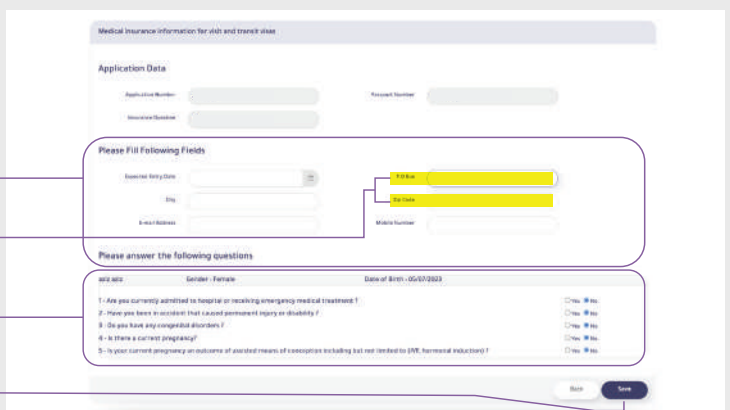 Medical Insurance information for visit and transit visas
Application Data
Application Number
Passport Number
Insurance Duration
Please Fill Following Fields
Expected Entry Date
P.O Box
City
Zip Code
E-mail Address
Mobile Number
Please answer the following questions
aziz aziz Gender : Female Date of Birth : 05/07/2023
1 - Are you currently admitted to hospital or receiving emergency medical treatment ? Yes No
2 - Have you been in accident that caused permanent injury or disability ? Yes No
3 - Do you have any congenital disorders ? Yes No
4 - Is there a current pregnancy? Yes No
5 - Is your current pregnancy an outcome of assisted means of conception including but not limited to (IVF, hormonal induction) ? Yes No
Back Save